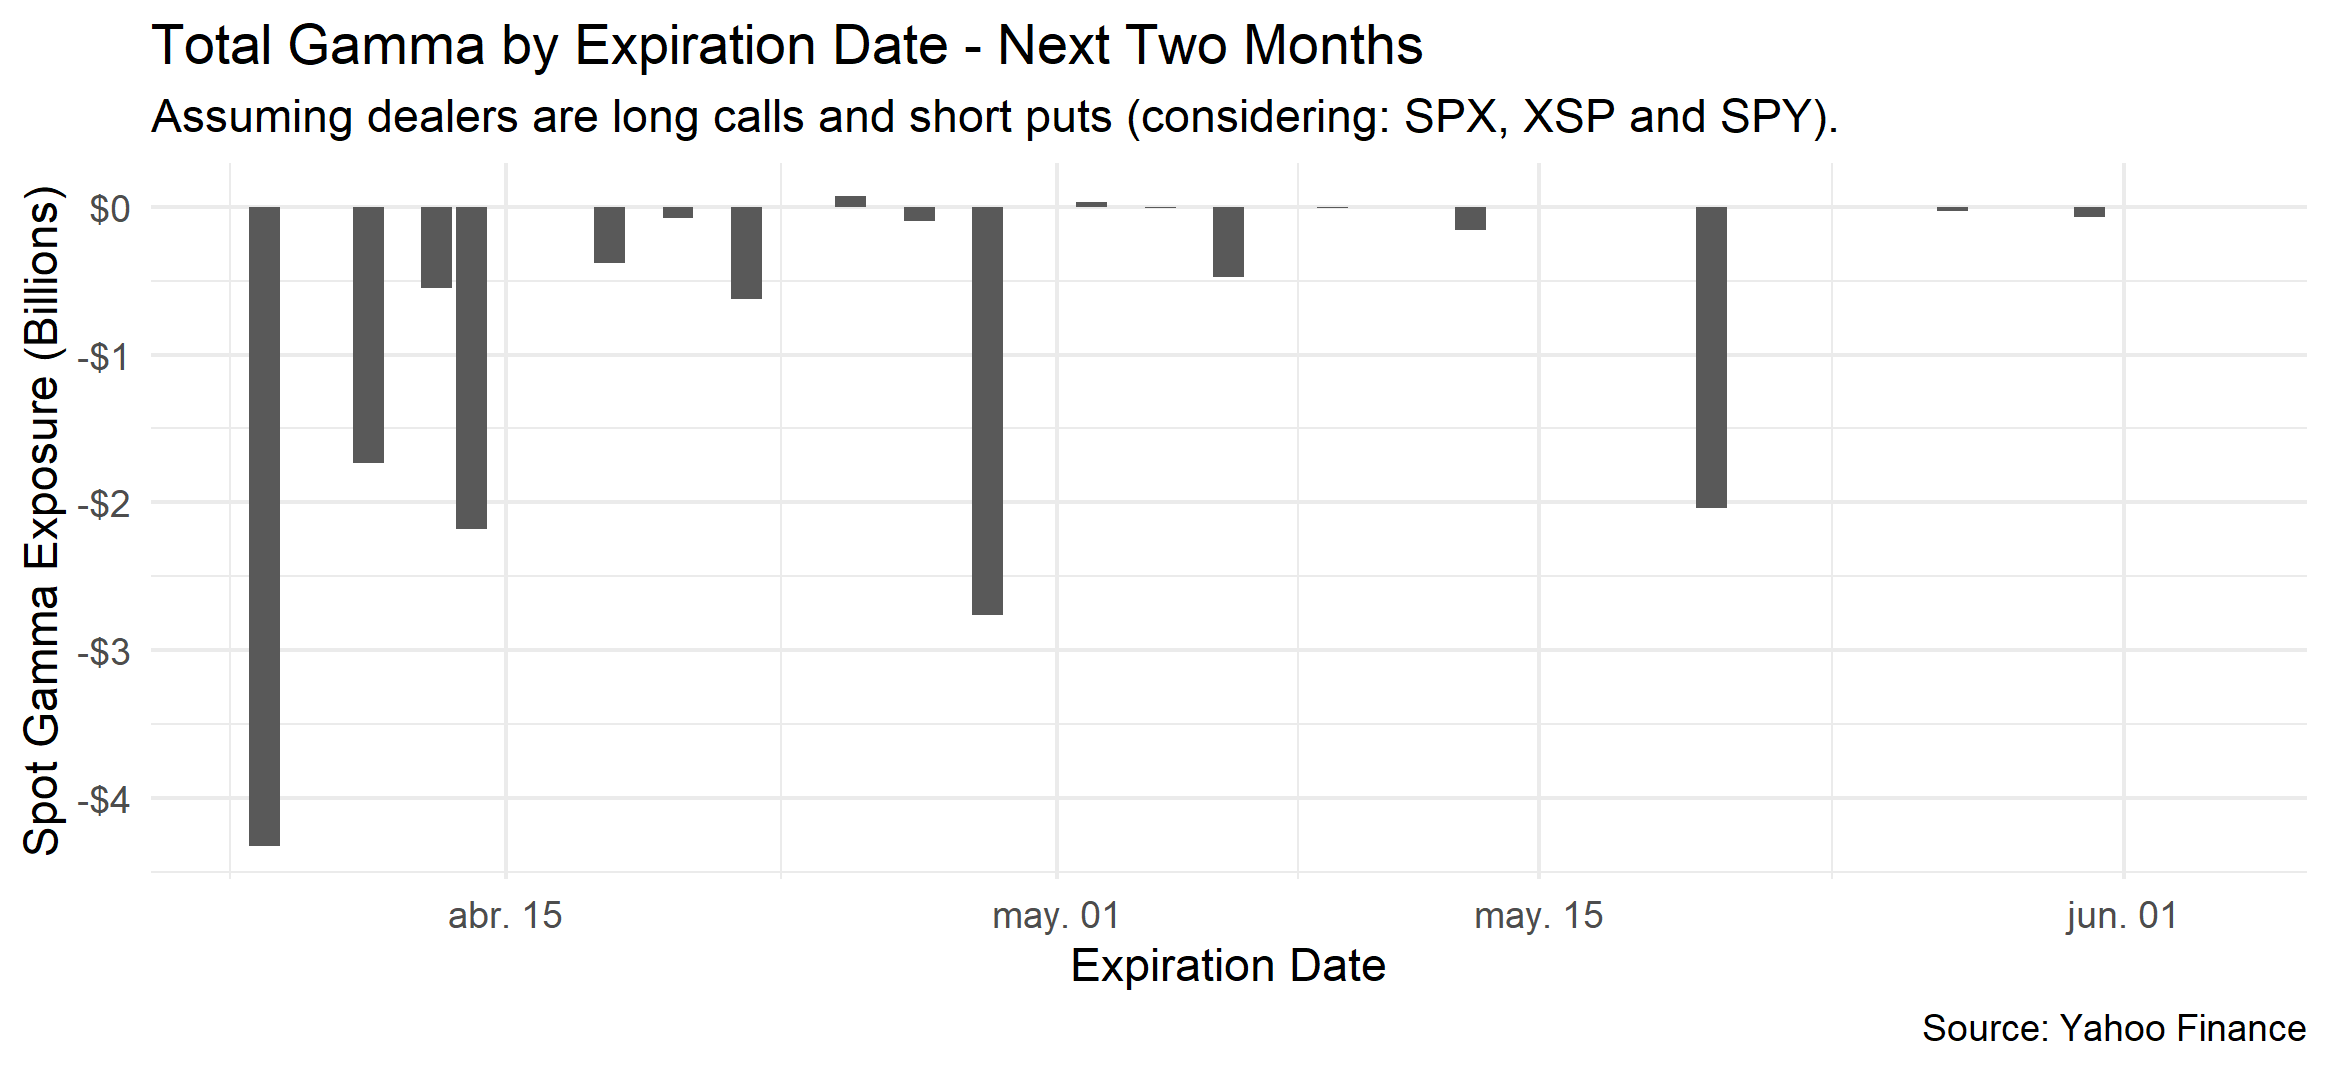 Total Gamma by Expiration Date - Next Two Months
Assuming dealers are long calls and short puts (considering: SPX, XSP and SPY).
Spot Gamma Exposure (Billions)
$0
-$1
-$2
-$3
-$4
abr. 15
may. 01
may. 15
jun. 01
Expiration Date
Source: Yahoo Finance